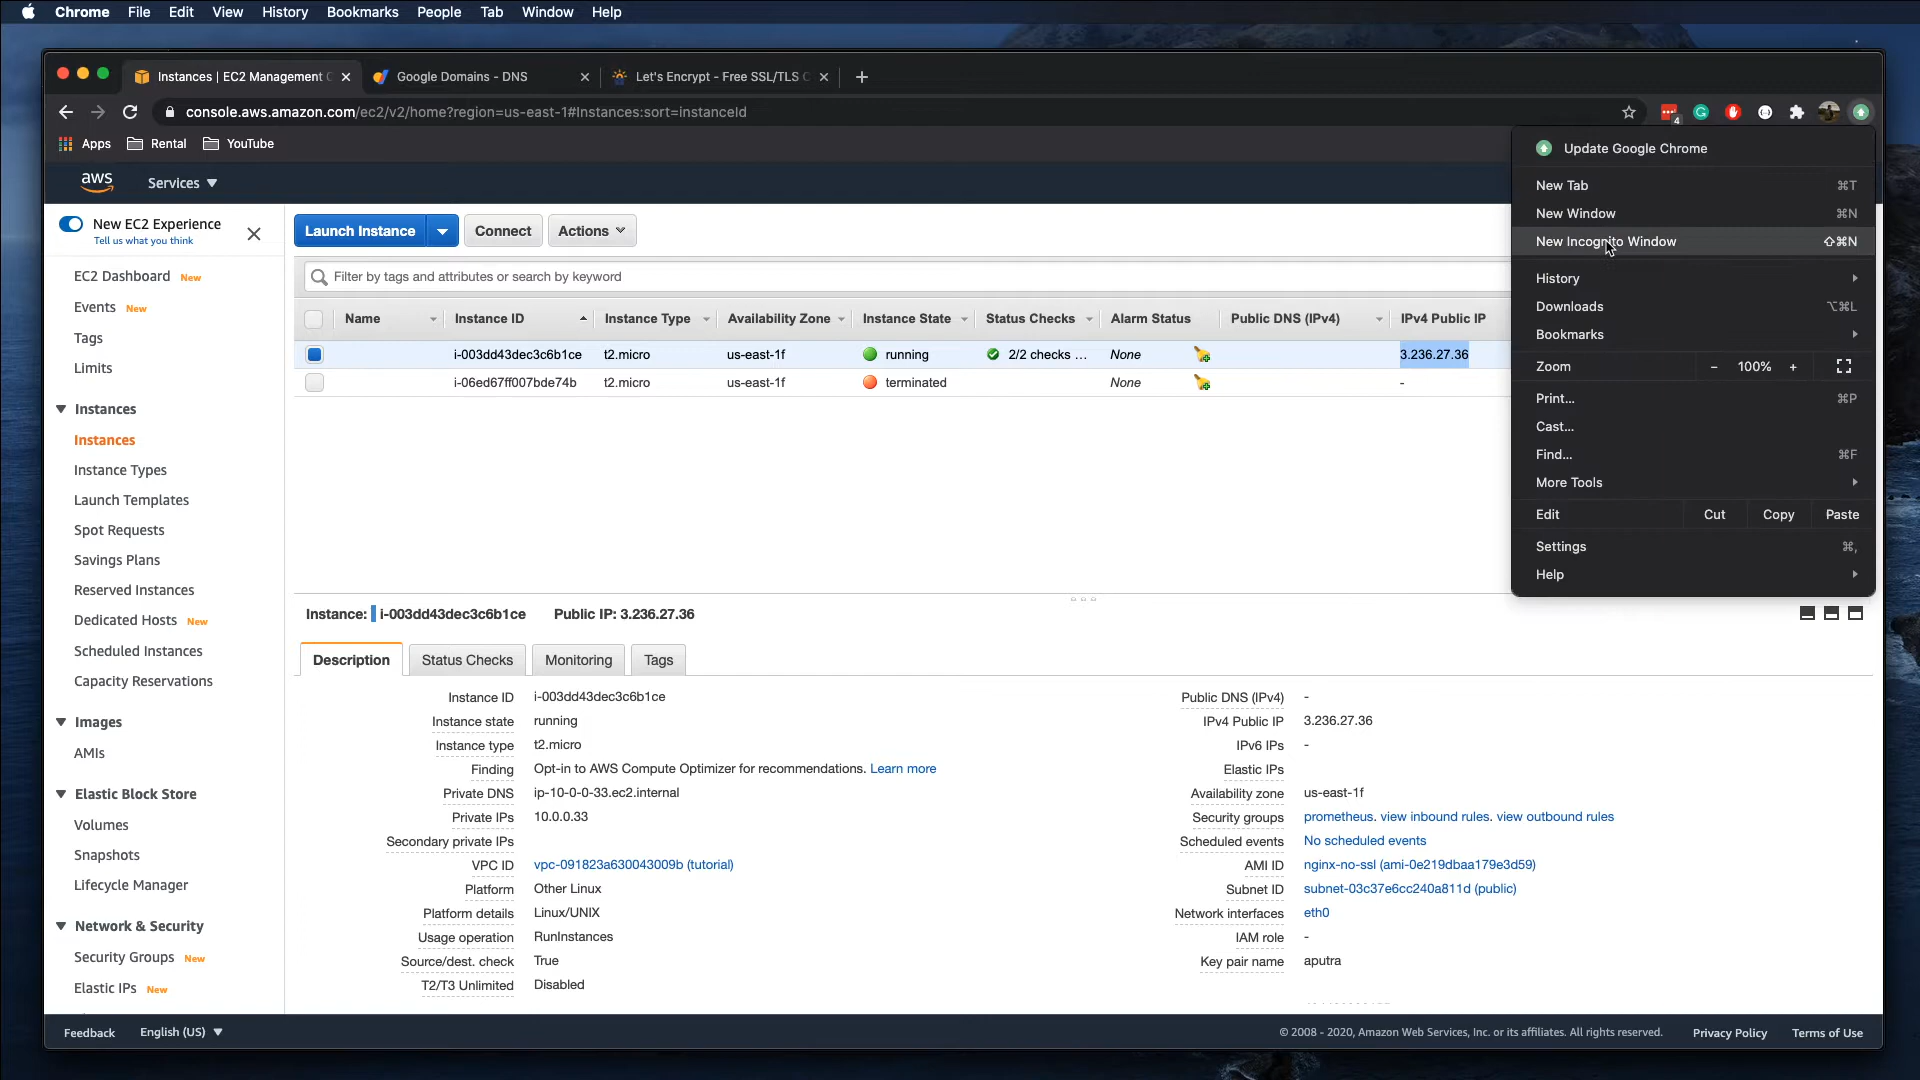 Chrome File Edit View History Bookmarks People Tab Window Help
Instances | EC2 Management C
Google Domains - DNS
Let's Encrypt - Free SSL/TLS C
console.aws.amazon.com/ec2/v2/home?region=us-east-1#Instances:sort=instanceId
4
Apps Rental YouTube
Update Google Chrome
New Tab ⌘T
New Window ⌘N
New Incognito Window ⇧⌘N
History
Downloads ⌥⌘L
Bookmarks
Zoom - 100% +
Print... ⌘P
Cast...
Find... ⌘F
More Tools
Edit Cut Copy Paste
Settings ⌘,
Help
aws Services
New EC2 Experience
Tell us what you think
EC2 Dashboard New
Events New
Tags
Limits
Instances
Instances
Instance Types
Launch Templates
Spot Requests
Savings Plans
Reserved Instances
Dedicated Hosts New
Scheduled Instances
Capacity Reservations
Images
AMIs
Elastic Block Store
Volumes
Snapshots
Lifecycle Manager
Network & Security
Security Groups New
Elastic IPs New
Launch Instance Connect Actions
Filter by tags and attributes or search by keyword
Name Instance ID Instance Type Availability Zone Instance State Status Checks Alarm Status Public DNS (IPv4) IPv4 Public IP
i-003dd43dec3c6b1ce t2.micro us-east-1f running 2/2 checks ... None 3.236.27.36
i-06ed67ff007bde74b t2.micro us-east-1f terminated None -
Instance: i-003dd43dec3c6b1ce Public IP: 3.236.27.36
Description Status Checks Monitoring Tags
Instance ID i-003dd43dec3c6b1ce
Instance state running
Instance type t2.micro
Finding Opt-in to AWS Compute Optimizer for recommendations. Learn more
Private DNS ip-10-0-0-33.ec2.internal
Private IPs 10.0.0.33
Secondary private IPs
VPC ID vpc-091823a630043009b (tutorial)
Platform Other Linux
Platform details Linux/UNIX
Usage operation RunInstances
Source/dest. check True
T2/T3 Unlimited Disabled
Public DNS (IPv4) -
IPv4 Public IP 3.236.27.36
IPv6 IPs -
Elastic IPs
Availability zone us-east-1f
Security groups prometheus. view inbound rules. view outbound rules
Scheduled events No scheduled events
AMI ID nginx-no-ssl (ami-0e219dbaa179e3d59)
Subnet ID subnet-03c37e6cc240a811d (public)
Network interfaces eth0
IAM role -
Key pair name aputra
Feedback English (US) © 2008 - 2020, Amazon Web Services, Inc. or its affiliates. All rights reserved. Privacy Policy Terms of Use